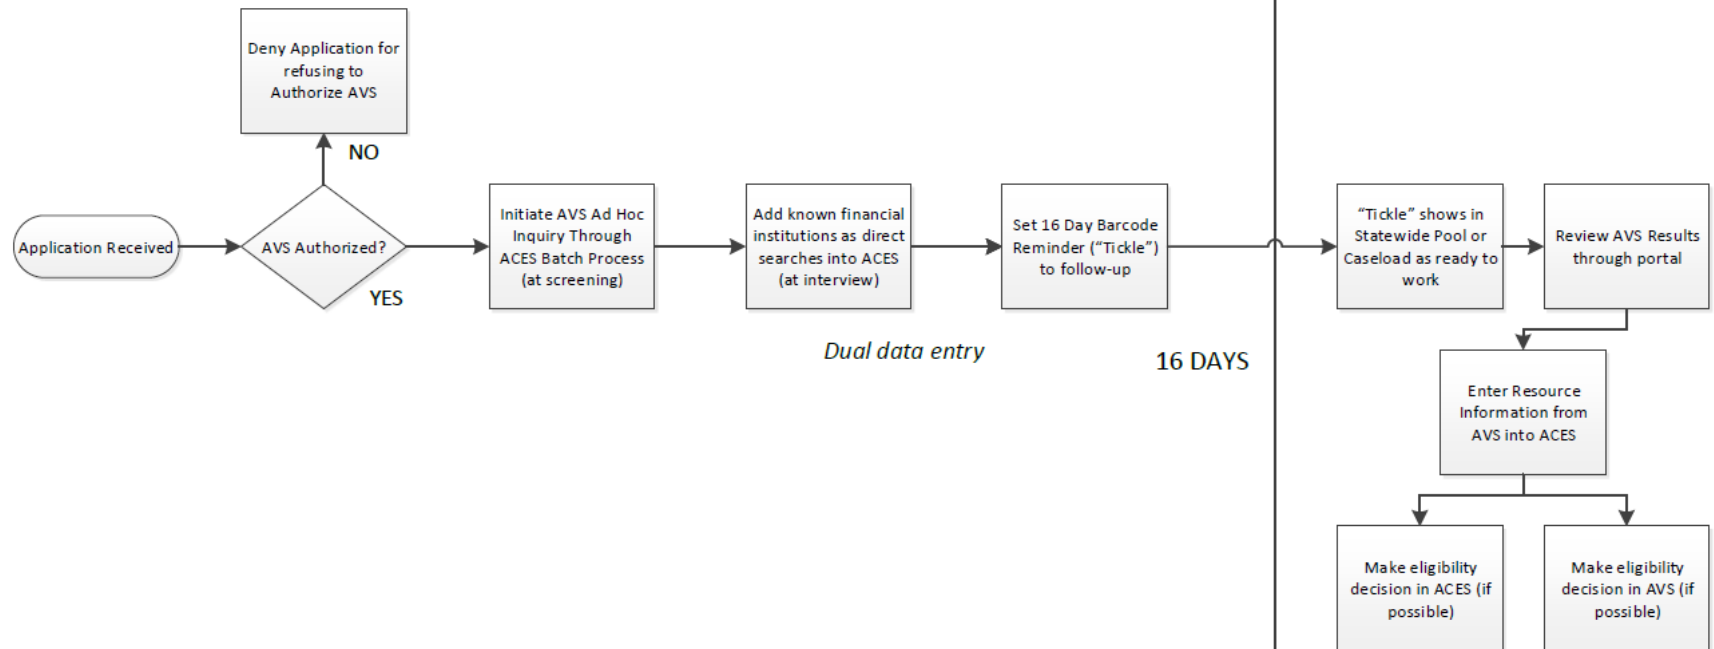 Deny Application for
refusing to
Authorize AVS
NO
Application Received
AVS Authorized?
YES
Initiate AVS Ad Hoc
Inquiry Through
ACES Batch Process
(at screening)
Add known financial
institutions as direct
searches into ACES
(at interview)
Set 16 Day Barcode
Reminder (“Tickle”)
to follow-up
“Tickle” shows in
Statewide Pool or
Caseload as ready to
work
Review AVS Results
through portal
Dual data entry
16 DAYS
Enter Resource
Information from
AVS into ACES
Make eligibility
decision in ACES (if
possible)
Make eligibility
decision in AVS (if
possible)